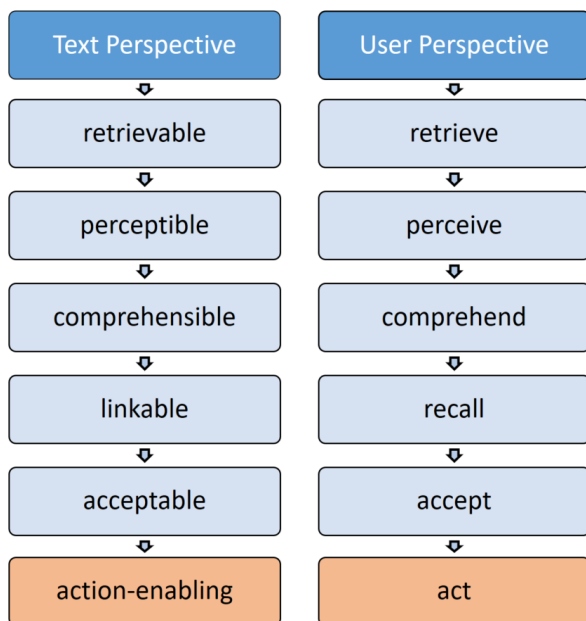 Text Perspective
User Perspective
retrievable
retrieve
perceptible
perceive
comprehensible
comprehend
linkable
recall
acceptable
accept
action-enabling
act